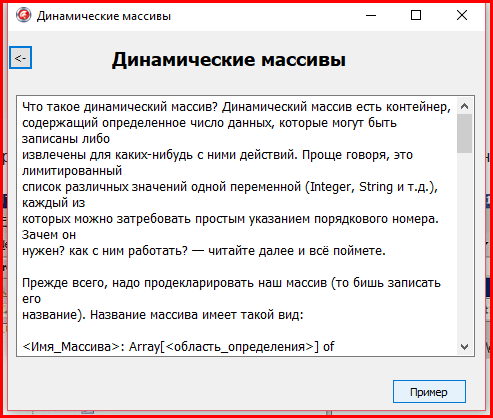 Динамические массивы
<-
Динамические массивы
Что такое динамический массив? Динамический массив есть контейнер,
содержащий определенное число данных, которые могут быть
записаны либо
извлечены для каких-нибудь с ними действий. Проще говоря, это
лимитированный
список различных значений одной переменной (Integer, String и т.д.),
каждый из
которых можно затребовать простым указанием порядкового номера.
Зачем он
нужен? как с ним работать? — читайте далее и всё поймете.
Прежде всего, надо продекларировать наш массив (то бишь записать
его
название). Название массива имеет такой вид:
<Имя_Массива>: Array[<область_определения>] of
Пример